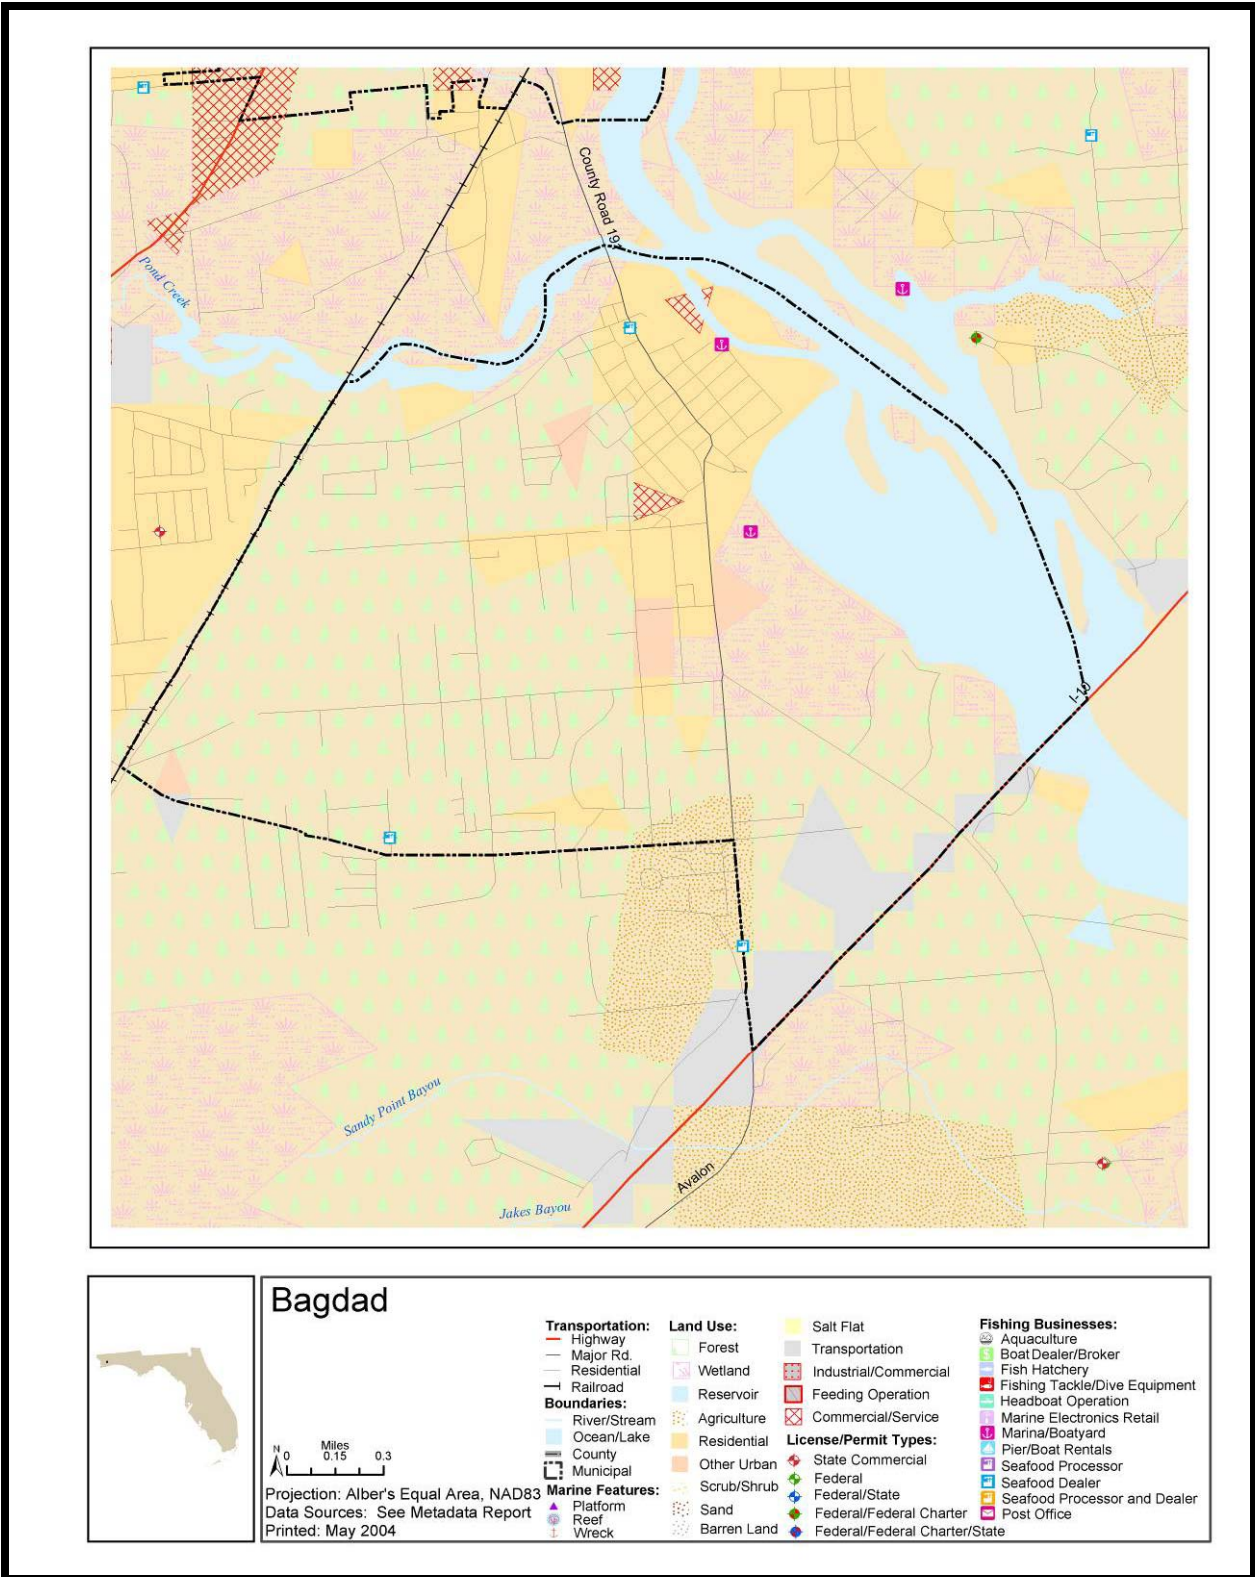 County Road 191
Pond Creek
I-10
Sandy Point Bayou
Avalon
Jakes Bayou
Bagdad
N
Miles
0 0.15 0.3
Projection: Alber's Equal Area, NAD83
Data Sources: See Metadata Report
Printed: May 2004
Transportation:
Highway
Major Rd.
Residential
Railroad
Boundaries:
River/Stream
Ocean/Lake
County
Municipal
Marine Features:
Platform
Reef
Wreck
Land Use:
Forest
Wetland
Reservoir
Agriculture
Residential
Other Urban
Scrub/Shrub
Sand
Barren Land
Salt Flat
Transportation
Industrial/Commercial
Feeding Operation
Commercial/Service
License/Permit Types:
State Commercial
Federal
Federal/State
Federal/Federal Charter
Federal/Federal Charter/State
Fishing Businesses:
Aquaculture
Boat Dealer/Broker
Fish Hatchery
Fishing Tackle/Dive Equipment
Headboat Operation
Marine Electronics Retail
Marina/Boatyard
Pier/Boat Rentals
Seafood Processor
Seafood Dealer
Seafood Processor and Dealer
Post Office